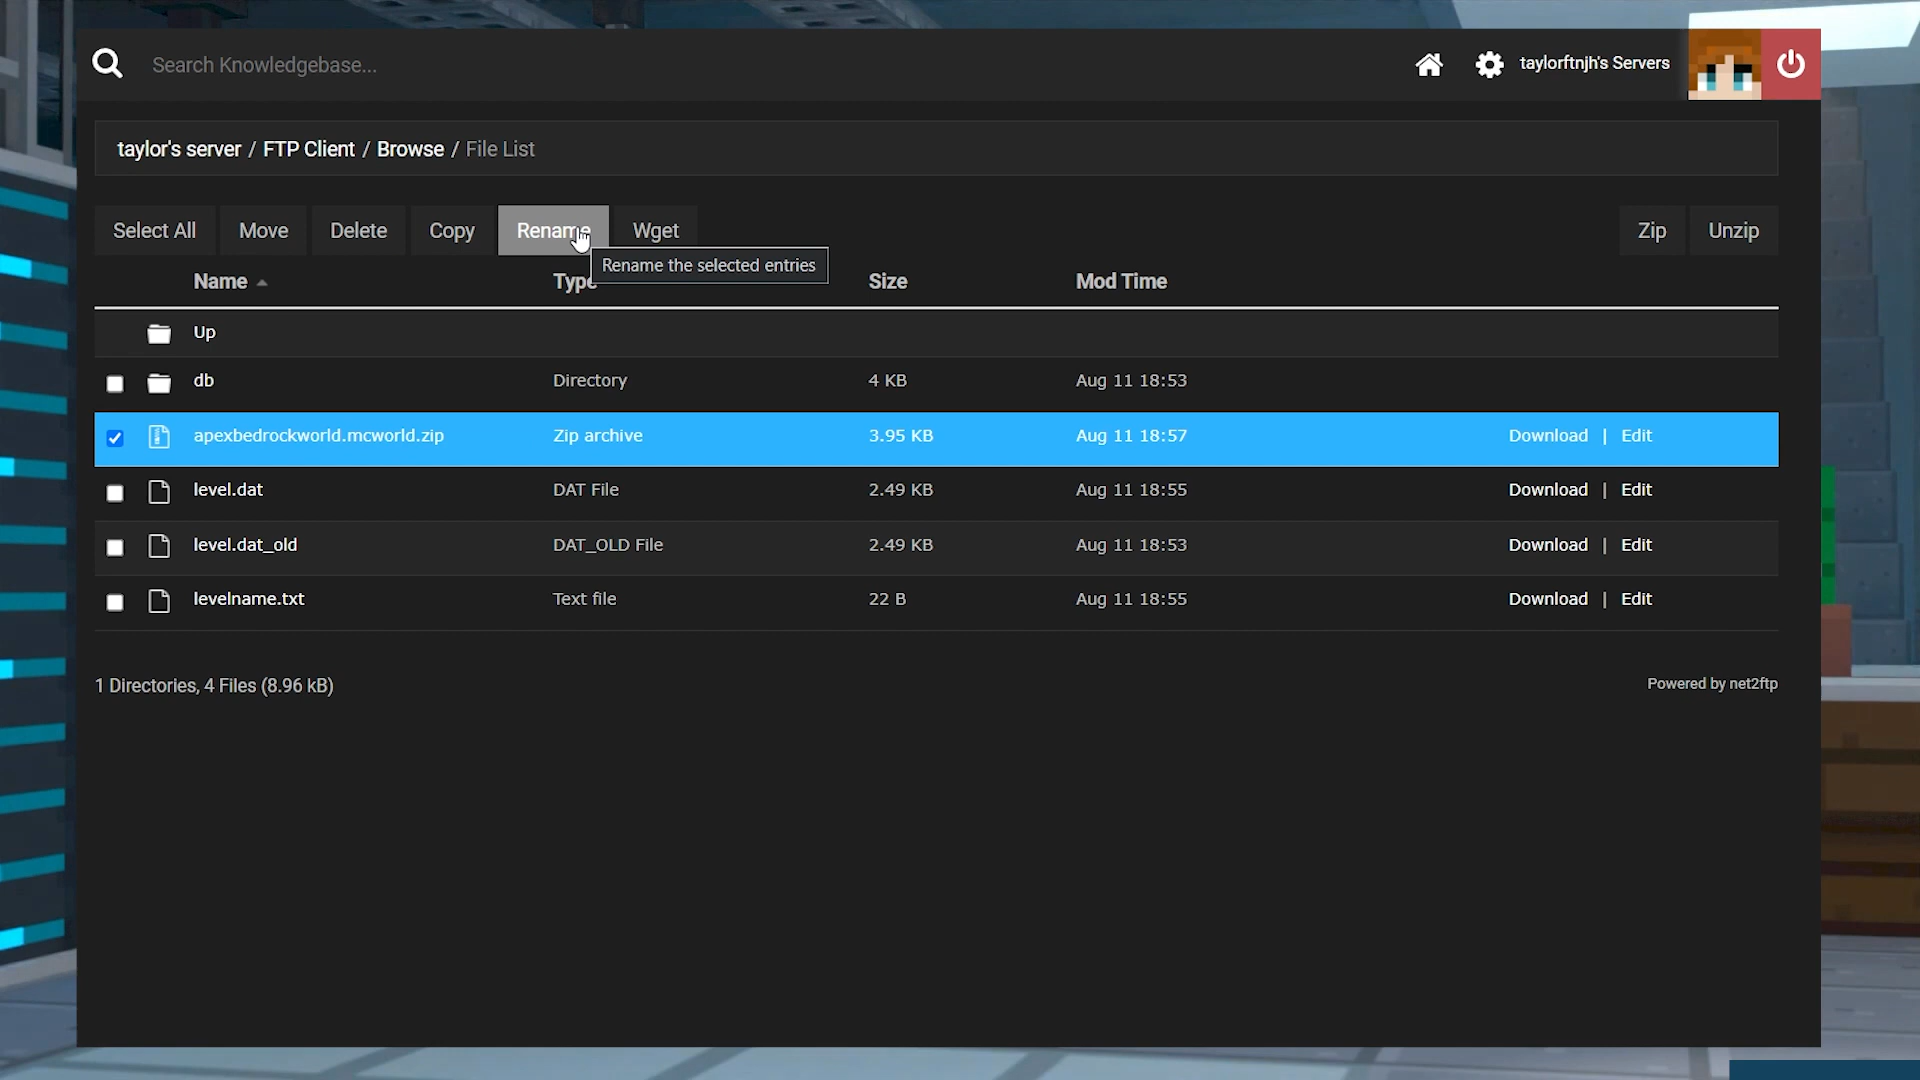 Search Knowledgebase...
taylorftnjh's Servers
taylor's server / FTP Client / Browse / File List
Select All Move Delete Copy Rename Wget Zip Unzip
Rename the selected entries
Name Type Size Mod Time
Up
db Directory 4 KB Aug 11 18:53
apexbedrockworld.mcworld.zip Zip archive 3.95 KB Aug 11 18:57 Download | Edit
level.dat DAT File 2.49 KB Aug 11 18:55 Download | Edit
level.dat_old DAT_OLD File 2.49 KB Aug 11 18:53 Download | Edit
levelname.txt Text file 22 B Aug 11 18:55 Download | Edit
1 Directories, 4 Files (8.96 kB)
Powered by net2ftp